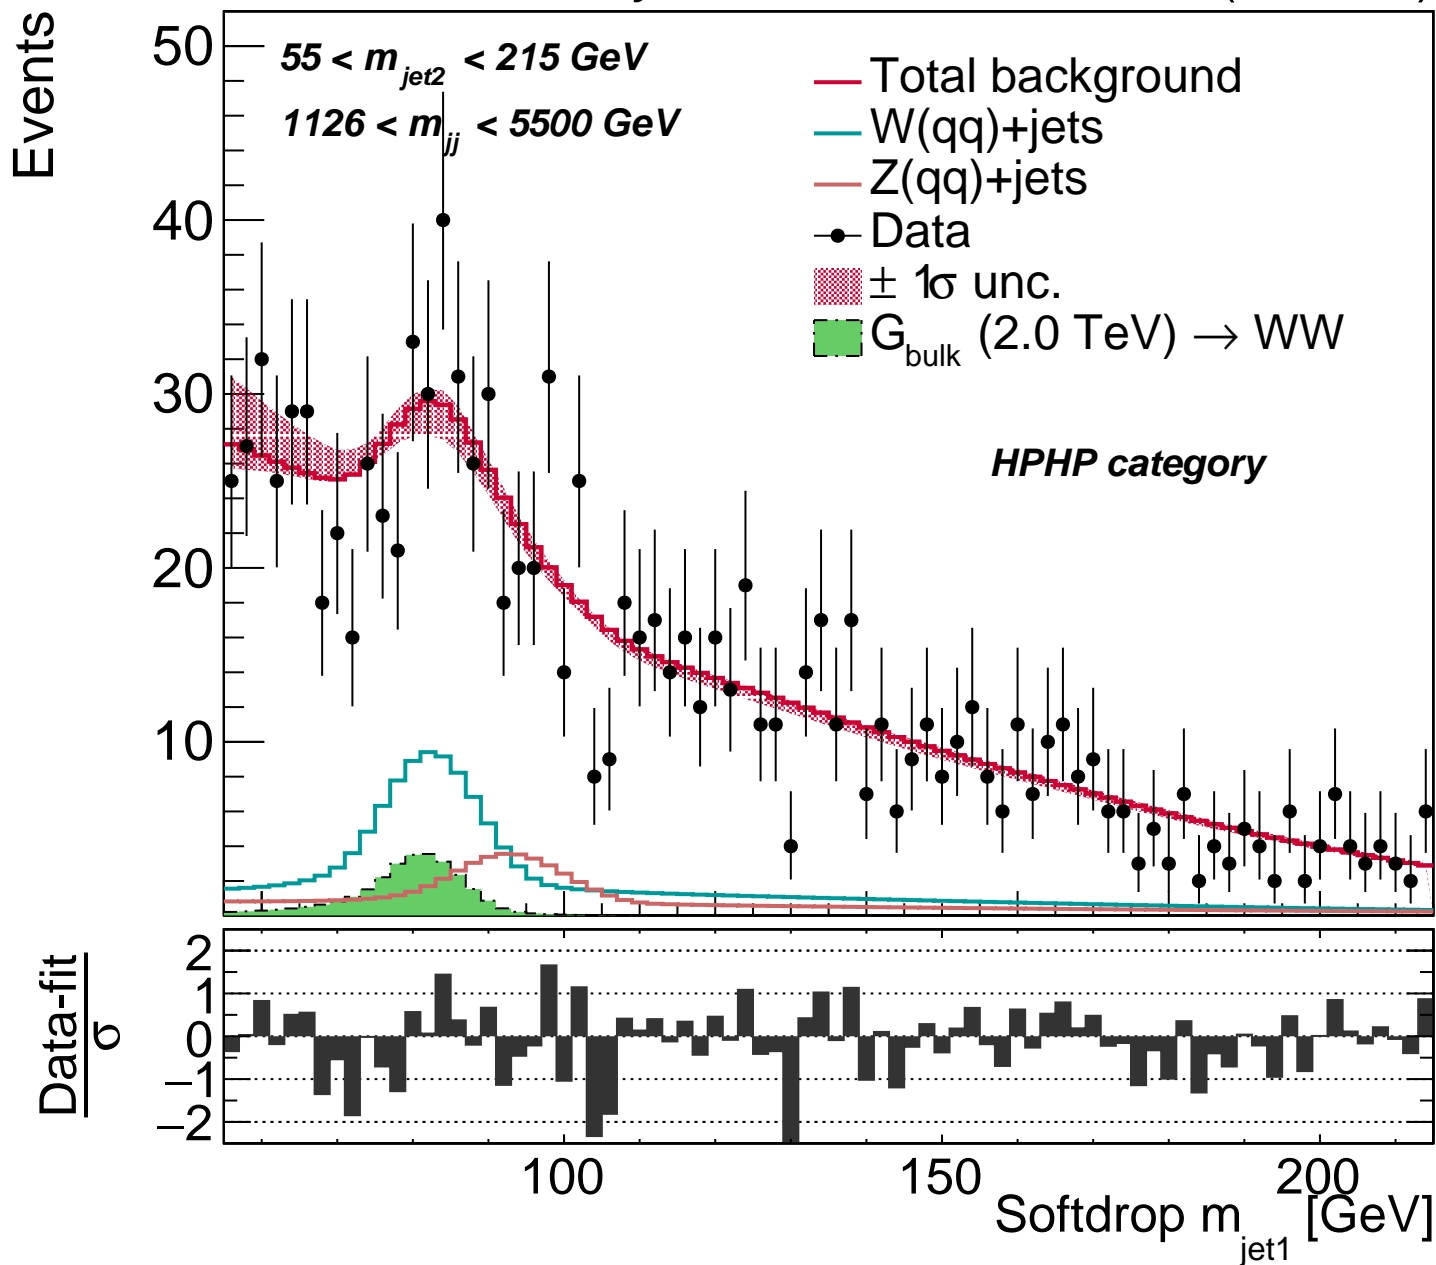 Events
50
40
30
20
10
55 < m_jet2 < 215 GeV
1126 < m_jj < 5500 GeV
Total background
W(qq)+jets
Z(qq)+jets
Data
± 1σ unc.
G_bulk (2.0 TeV) → WW
HPHP category
Data-fit
σ
2
1
0
−1
−2
100
150
200
Softdrop m_jet1 [GeV]